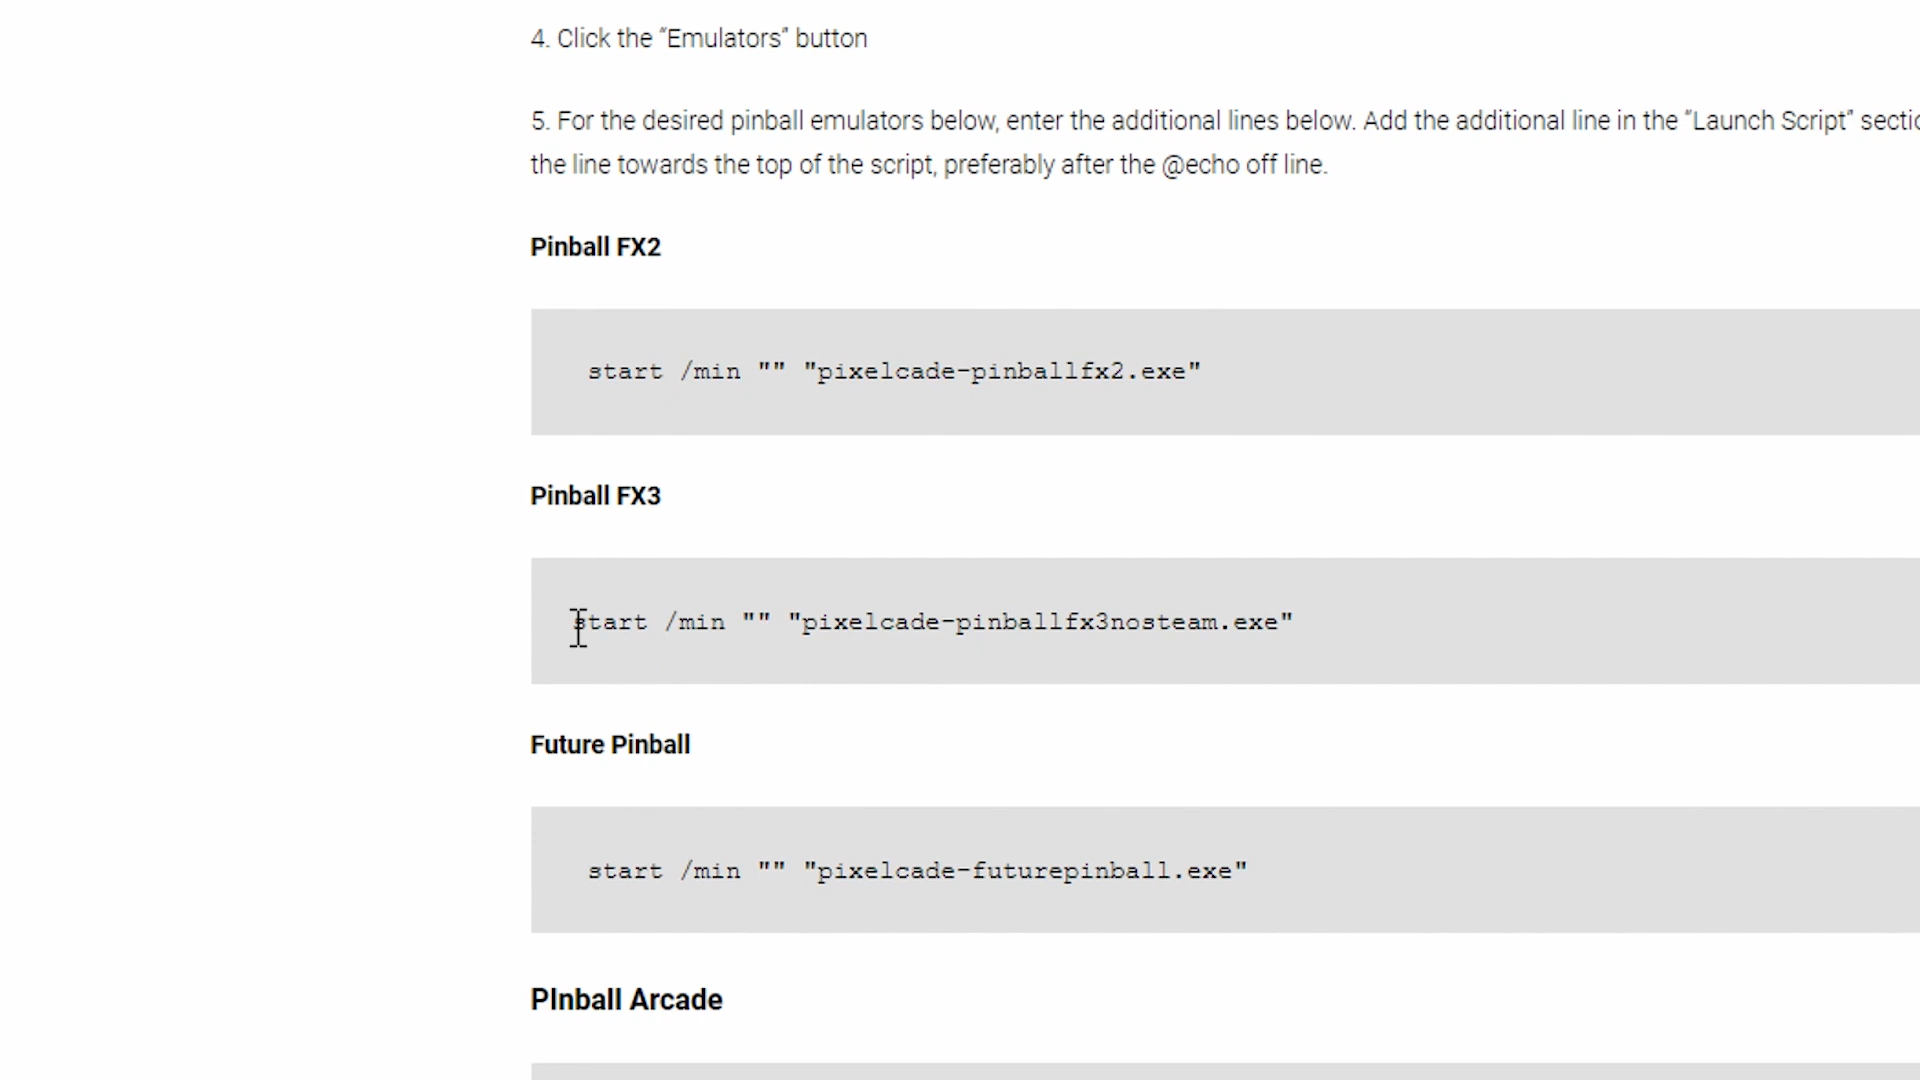 4. Click the “Emulators” button
5. For the desired pinball emulators below, enter the additional lines below. Add the additional line in the “Launch Script”
the line towards the top of the script, preferably after the @echo off line.
Pinball FX2
start /min "" "pixelcade-pinballfx2.exe"
Pinball FX3
start /min "" "pixelcade-pinballfx3nosteam.exe"
Future Pinball
start /min "" "pixelcade-futurepinball.exe"
PInball Arcade